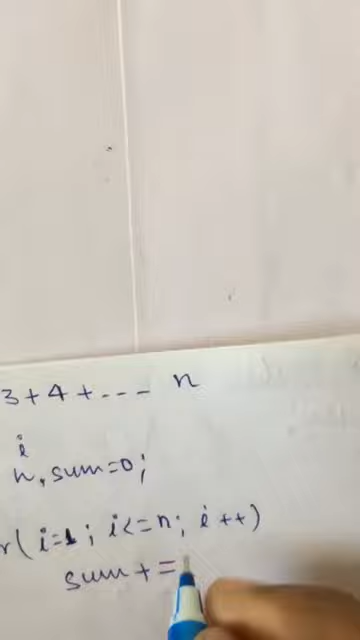 3+4+---- n
i
n, sum=0;
r(i=1; i<=n; i++)
sum + =